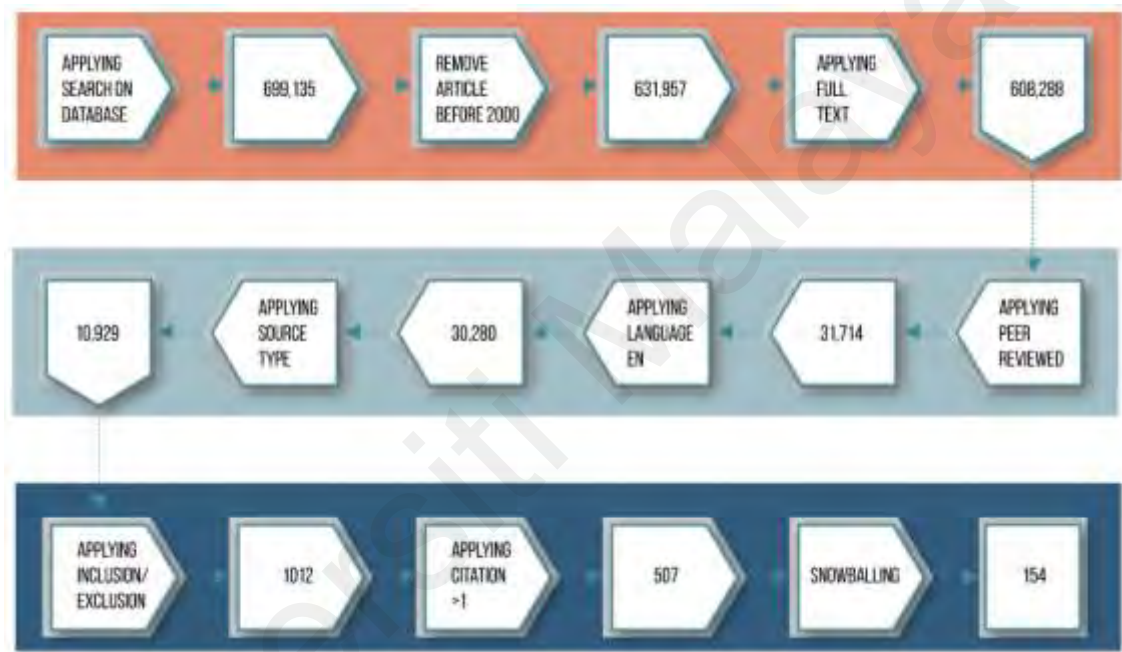 APPLYING
SEARCH ON
DATABASE
699,135
REMOVE
ARTICLE
BEFORE 2000
631,957
APPLYING
FULL
TEXT
608,288
APPLYING
PEER
REVIEWED
31,714
APPLYING
LANGUAGE
EN
30,280
APPLYING
SOURCE
TYPE
10,929
APPLYING
INCLUSION/
EXCLUSION
1012
APPLYING
CITATION
>1
507
SNOWBALLING
154